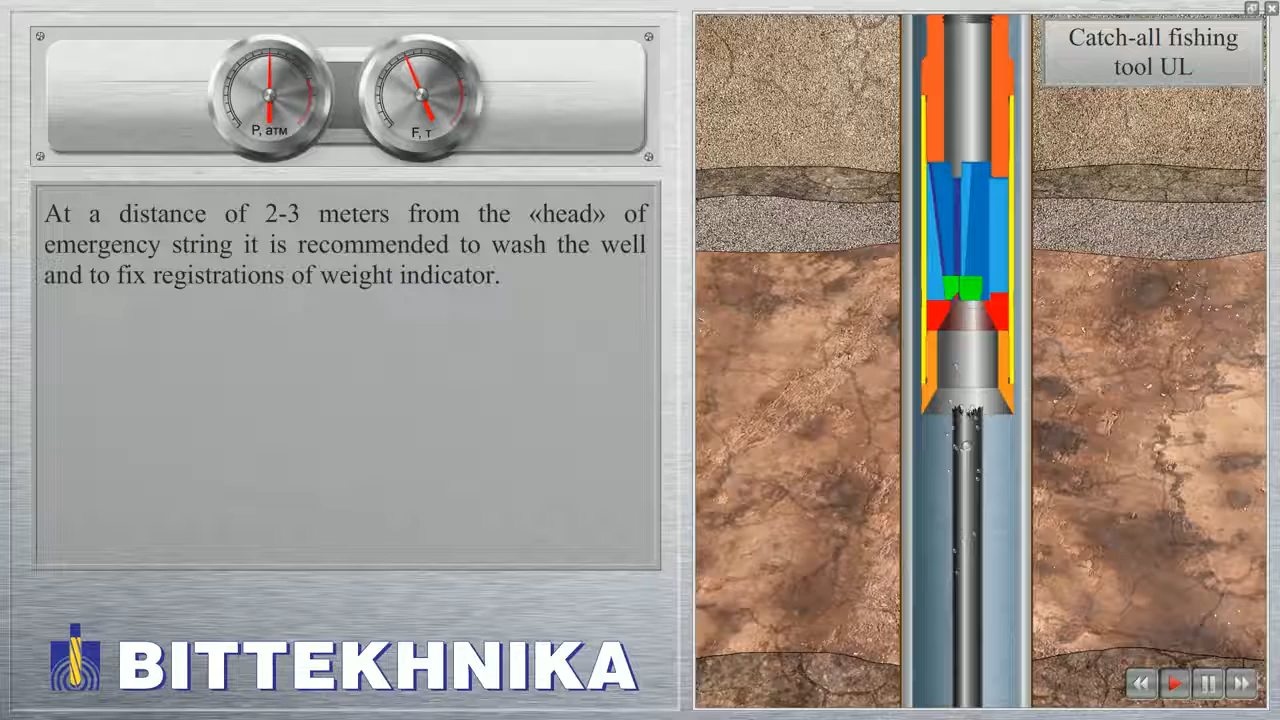 P, атм
F, т
Catch-all fishing
tool UL
At a distance of 2-3 meters from the «head» of
emergency string it is recommended to wash the well
and to fix registrations of weight indicator.
BITTEKHNIKA